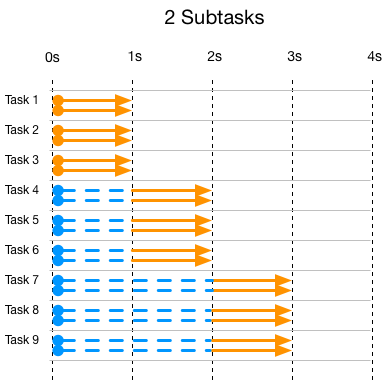 2 Subtasks
0s 1s 2s 3s 4s
Task 1
Task 2
Task 3
Task 4
Task 5
Task 6
Task 7
Task 8
Task 9